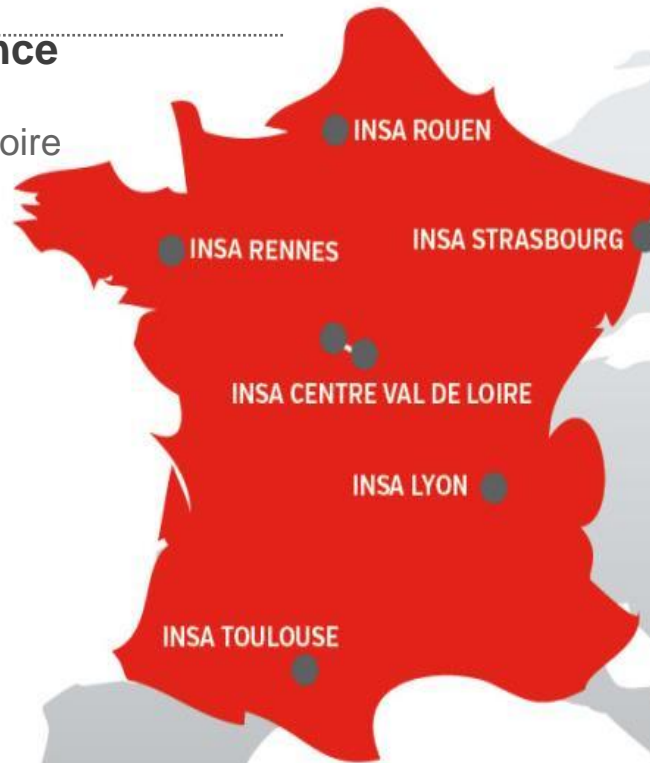 nce
oire
INSA ROUEN
INSA RENNES
INSA STRASBOURG
INSA CENTRE VAL DE LOIRE
INSA LYON
INSA TOULOUSE